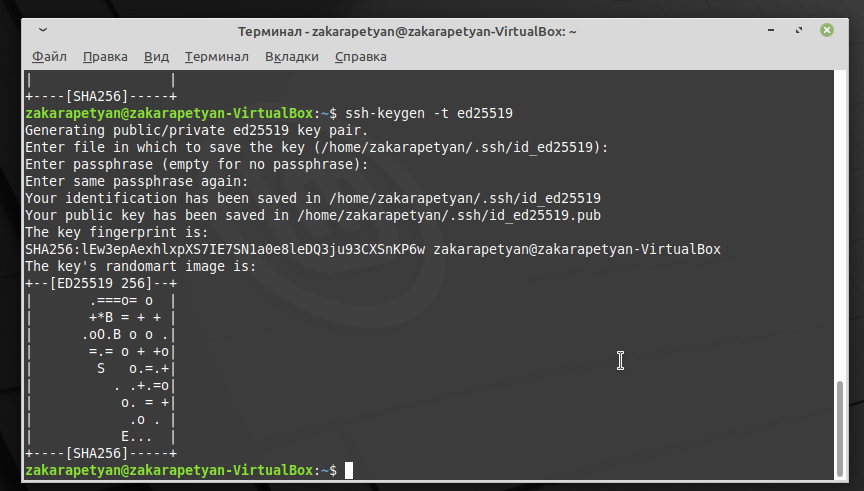 Терминал - zakarapetyan@zakarapetyan-VirtualBox: ~
Файл Правка Вид Терминал Вкладки Справка
|                 |
+----[SHA256]-----+
zakarapetyan@zakarapetyan-VirtualBox:~$ ssh-keygen -t ed25519
Generating public/private ed25519 key pair.
Enter file in which to save the key (/home/zakarapetyan/.ssh/id_ed25519):
Enter passphrase (empty for no passphrase):
Enter same passphrase again:
Your identification has been saved in /home/zakarapetyan/.ssh/id_ed25519
Your public key has been saved in /home/zakarapetyan/.ssh/id_ed25519.pub
The key fingerprint is:
SHA256:lEw3epAexhlxpXS7IE7SN1a0e8leDQ3ju93CXSnKP6w zakarapetyan@zakarapetyan-VirtualBox
The key's randomart image is:
+--[ED25519 256]--+
|       .===o= o  |
|       +*B = + + |
|      .oO.B o o .|
|       =.= o + +o|
|        S   o.=.+|
|          . .+.=o|
|           o. = +|
|            .o . |
|           E...  |
+----[SHA256]-----+
zakarapetyan@zakarapetyan-VirtualBox:~$